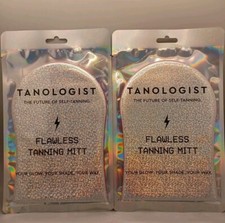 TANOLOGIST
THE FUTURE OF SELF-TANNING.
FLAWLESS
TANNING MITT
YOUR GLOW, YOUR SHADE, YOUR WAY.
TANOLOGIST
THE FUTURE OF SELF-TANNING.
FLAWLESS
TANNING MITT
YOUR GLOW, YOUR SHADE, YOUR WAY.